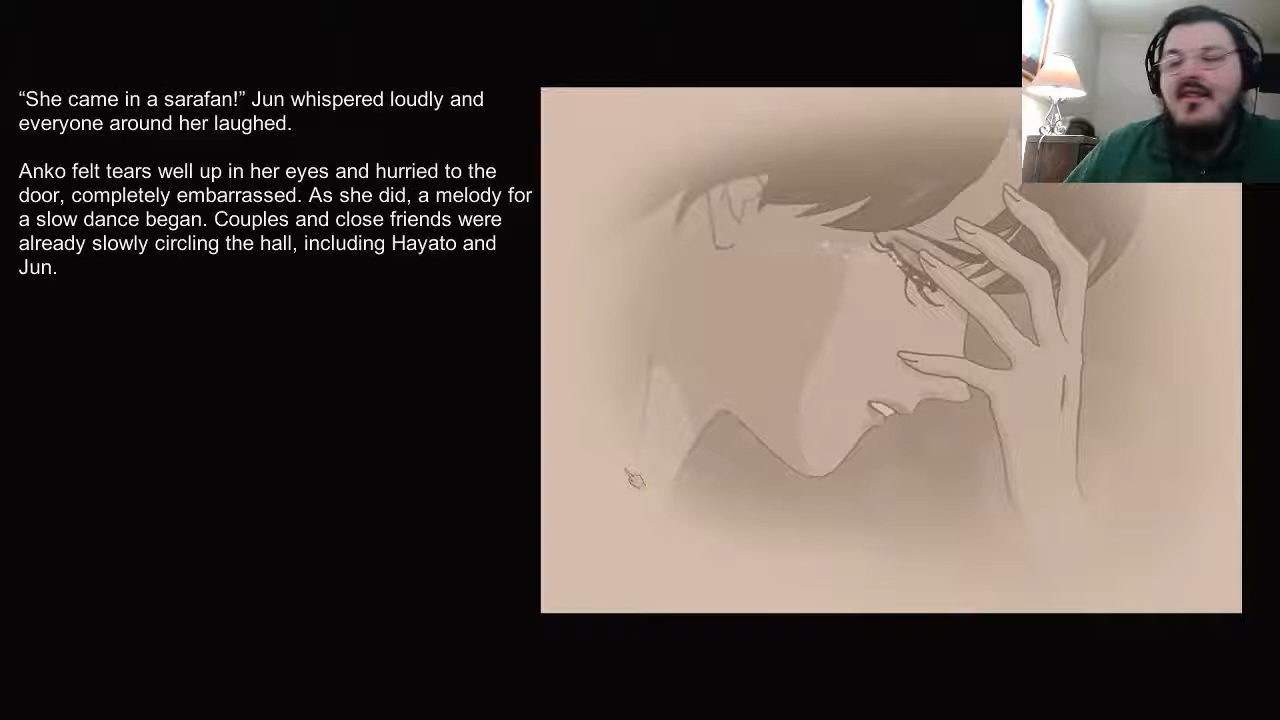 “She came in a sarafan!” Jun whispered loudly and
everyone around her laughed.
Anko felt tears well up in her eyes and hurried to the
door, completely embarrassed. As she did, a melody for
a slow dance began. Couples and close friends were
already slowly circling the hall, including Hayato and
Jun.